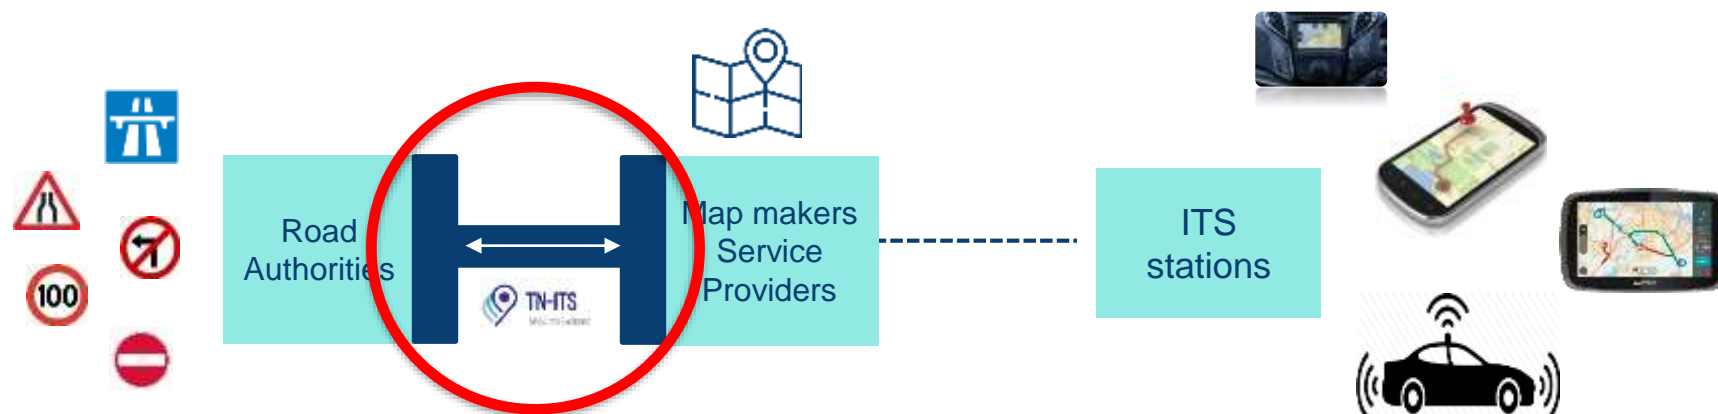 100
Road
Authorities
TN-ITS
Map makers
Service
Providers
ITS
stations